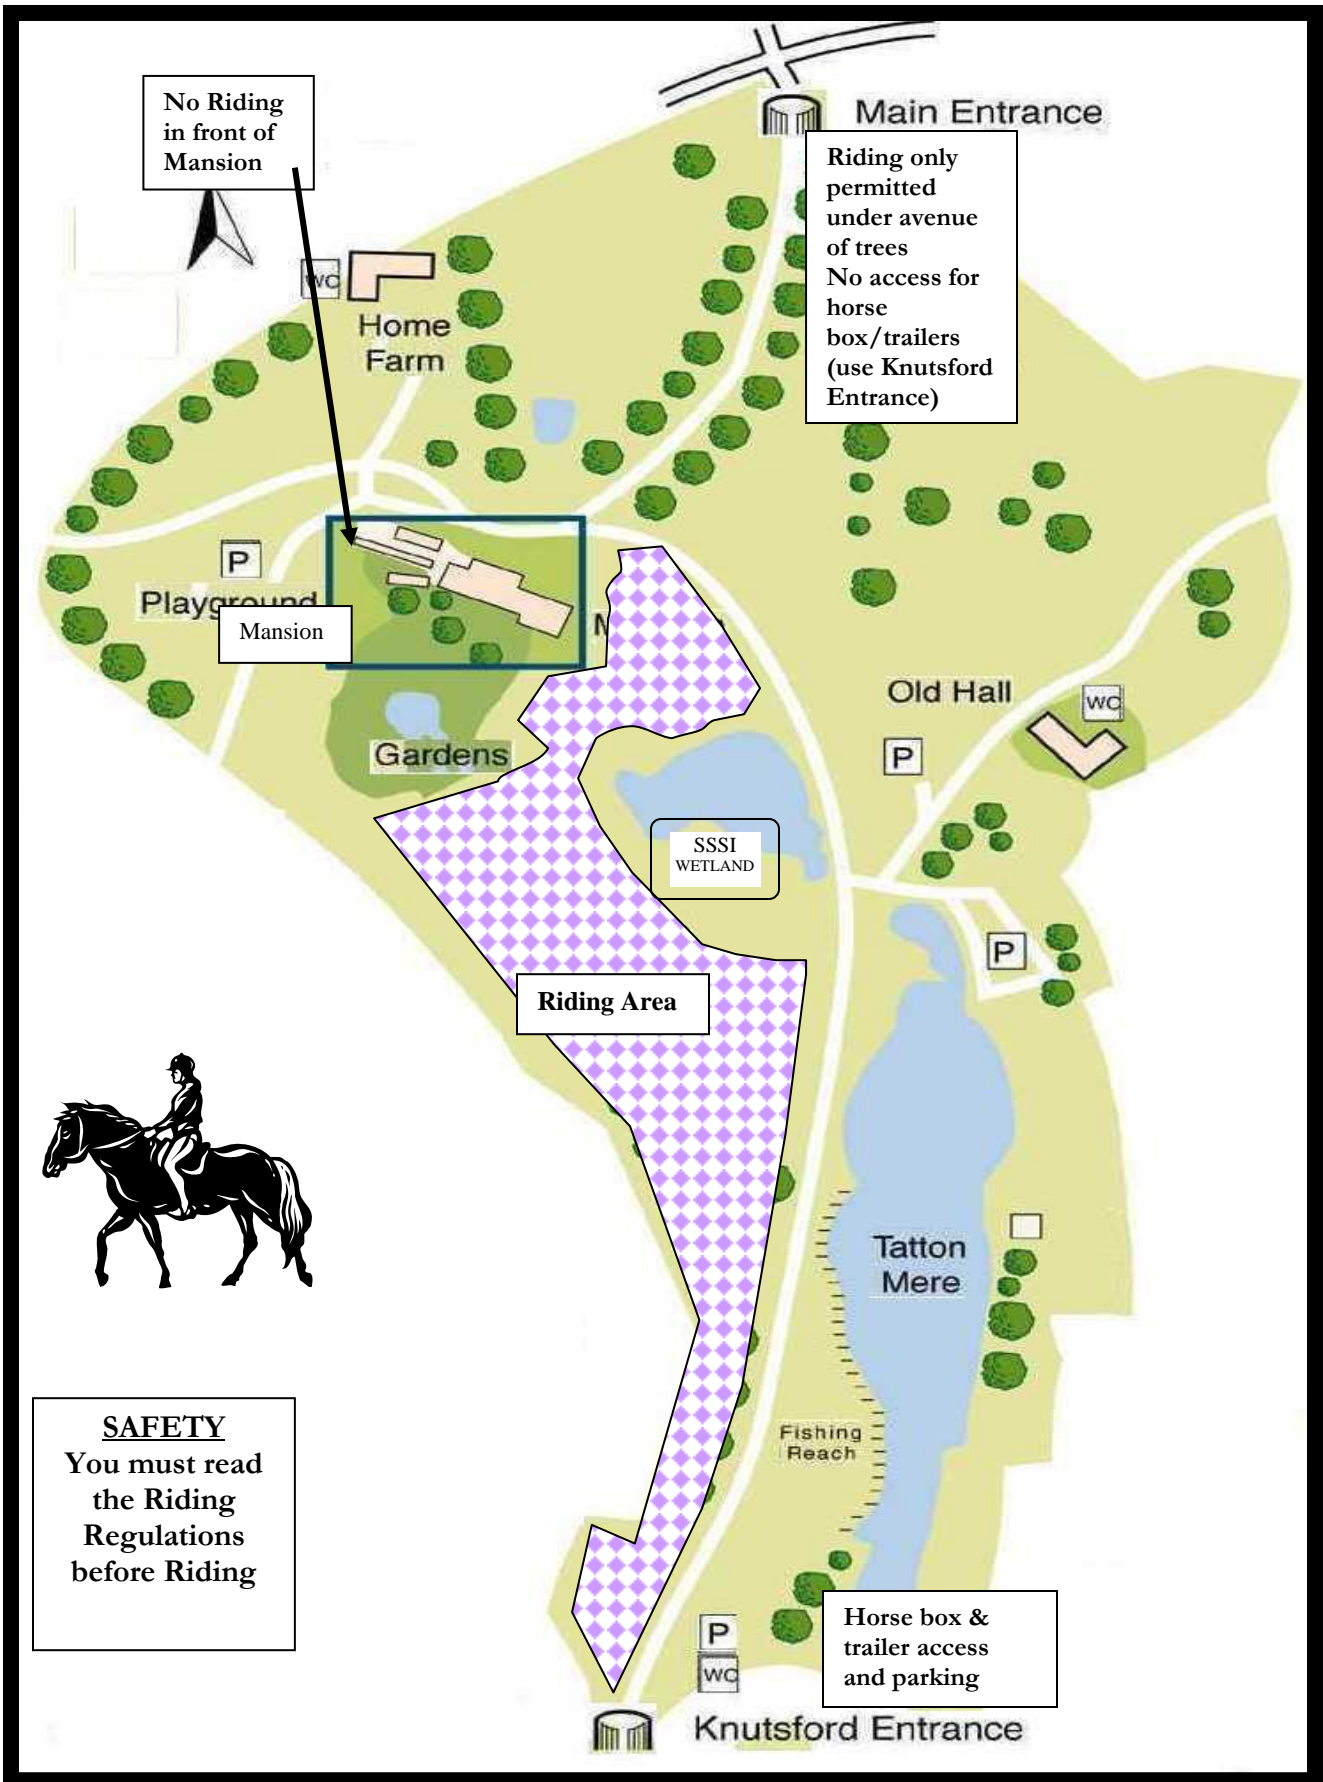 No Riding
in front of
Mansion
Main Entrance
Riding only
permitted
under avenue
of trees
No access for
horse
box/trailers
(use Knutsford
Entrance)
WC
Home
Farm
P
Playground
Mansion
Old Hall
WC
P
Gardens
SSSI
WETLAND
P
Riding Area
Tatton
Mere
Fishing
Reach
SAFETY
You must read
the Riding
Regulations
before Riding
P
WC
Horse box &
trailer access
and parking
Knutsford Entrance